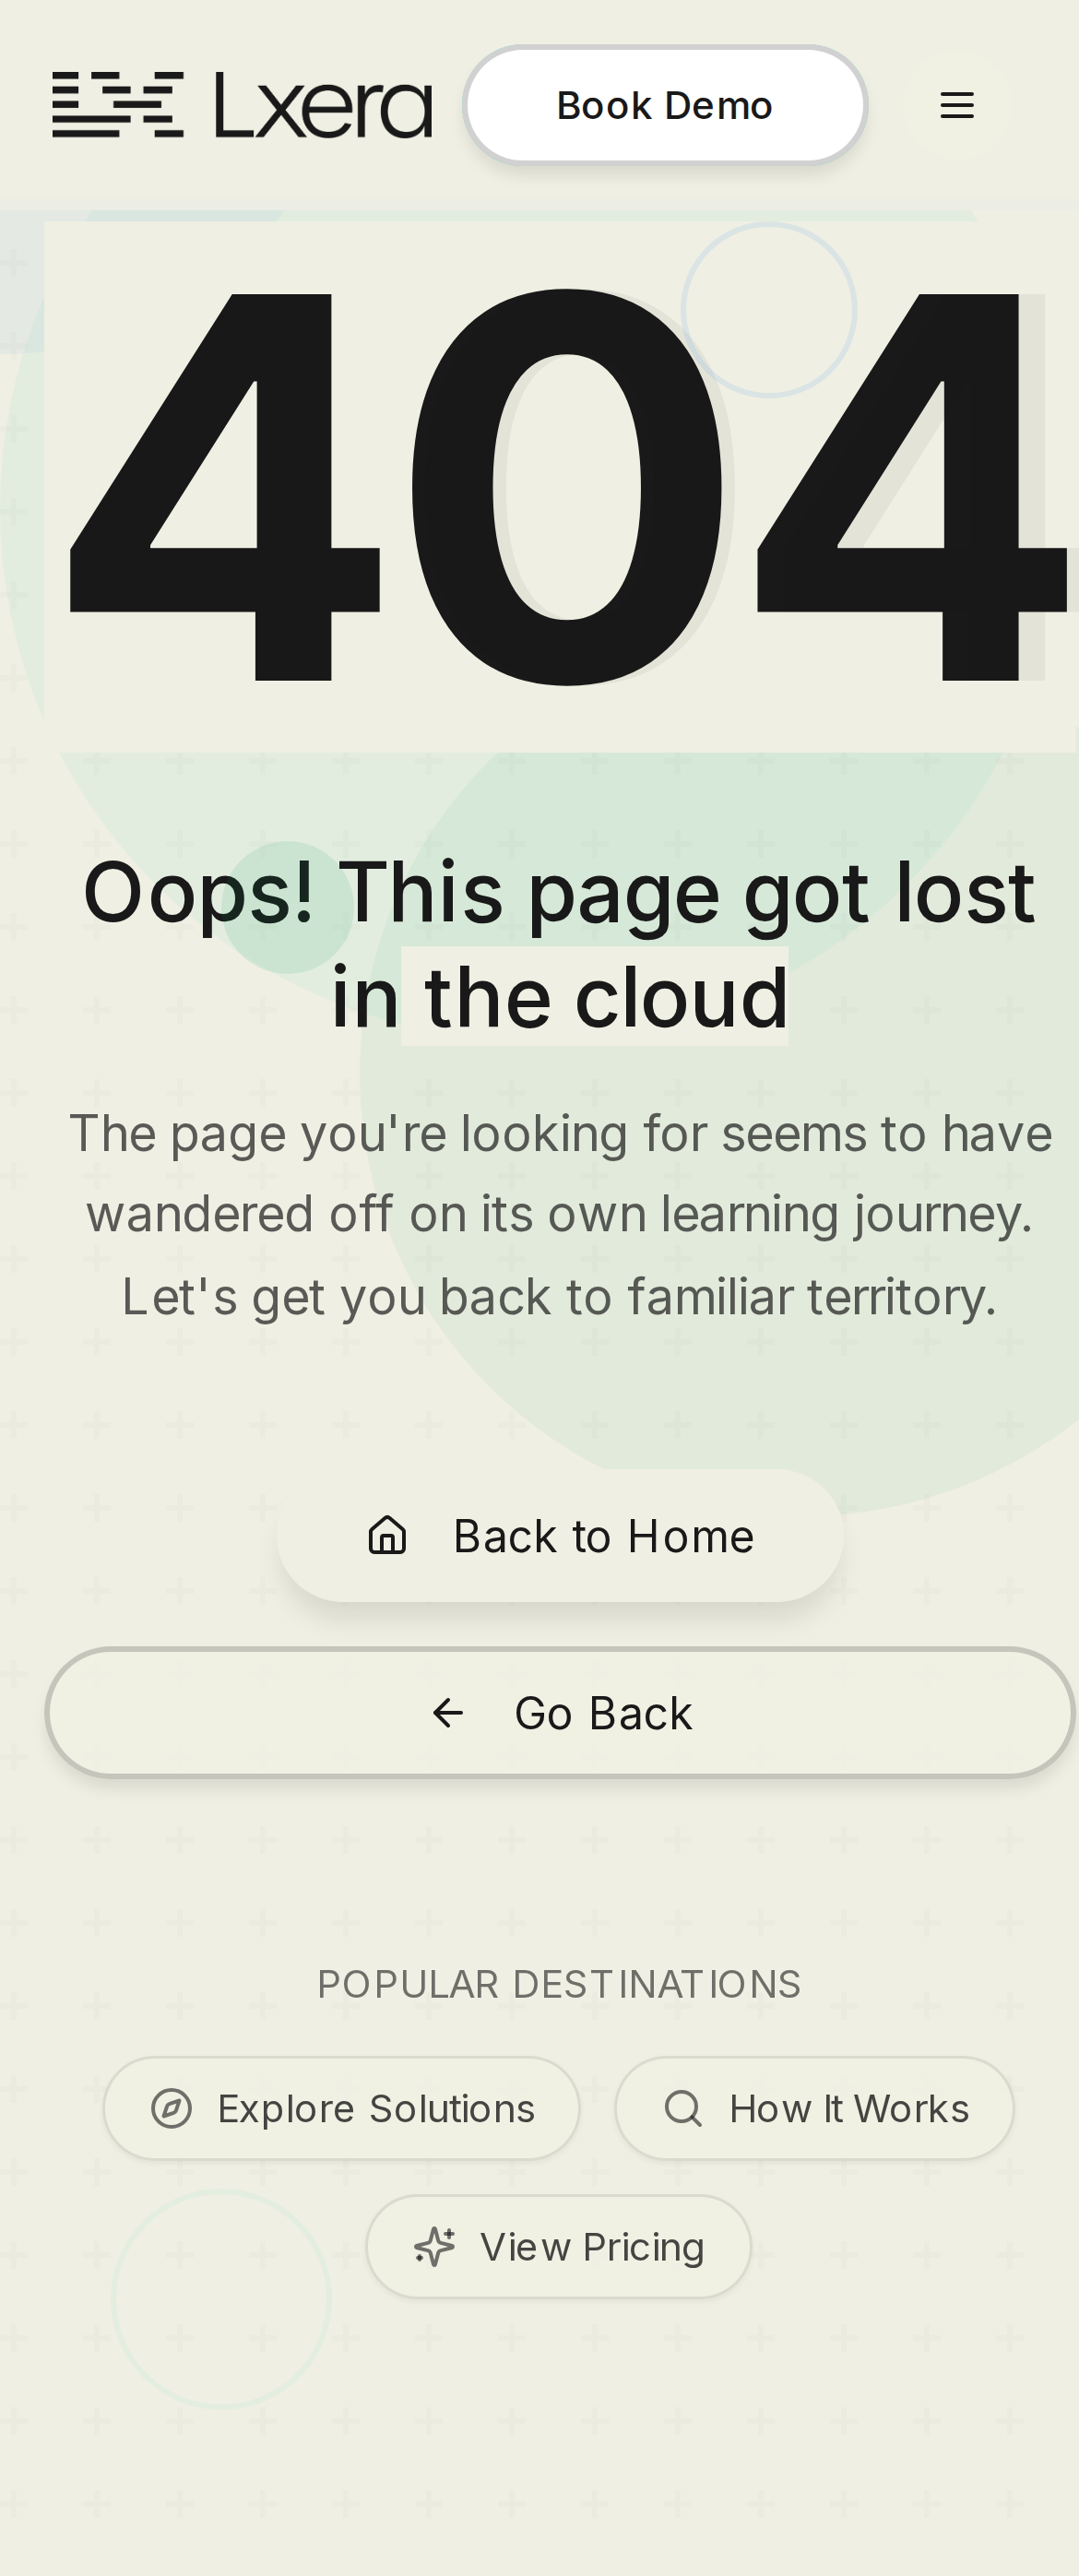 Lxera
Book Demo
404
Oops! This page got lost
in the cloud
The page you're looking for seems to have
wandered off on its own learning journey.
Let's get you back to familiar territory.
Back to Home
Go Back
POPULAR DESTINATIONS
Explore Solutions
How It Works
View Pricing